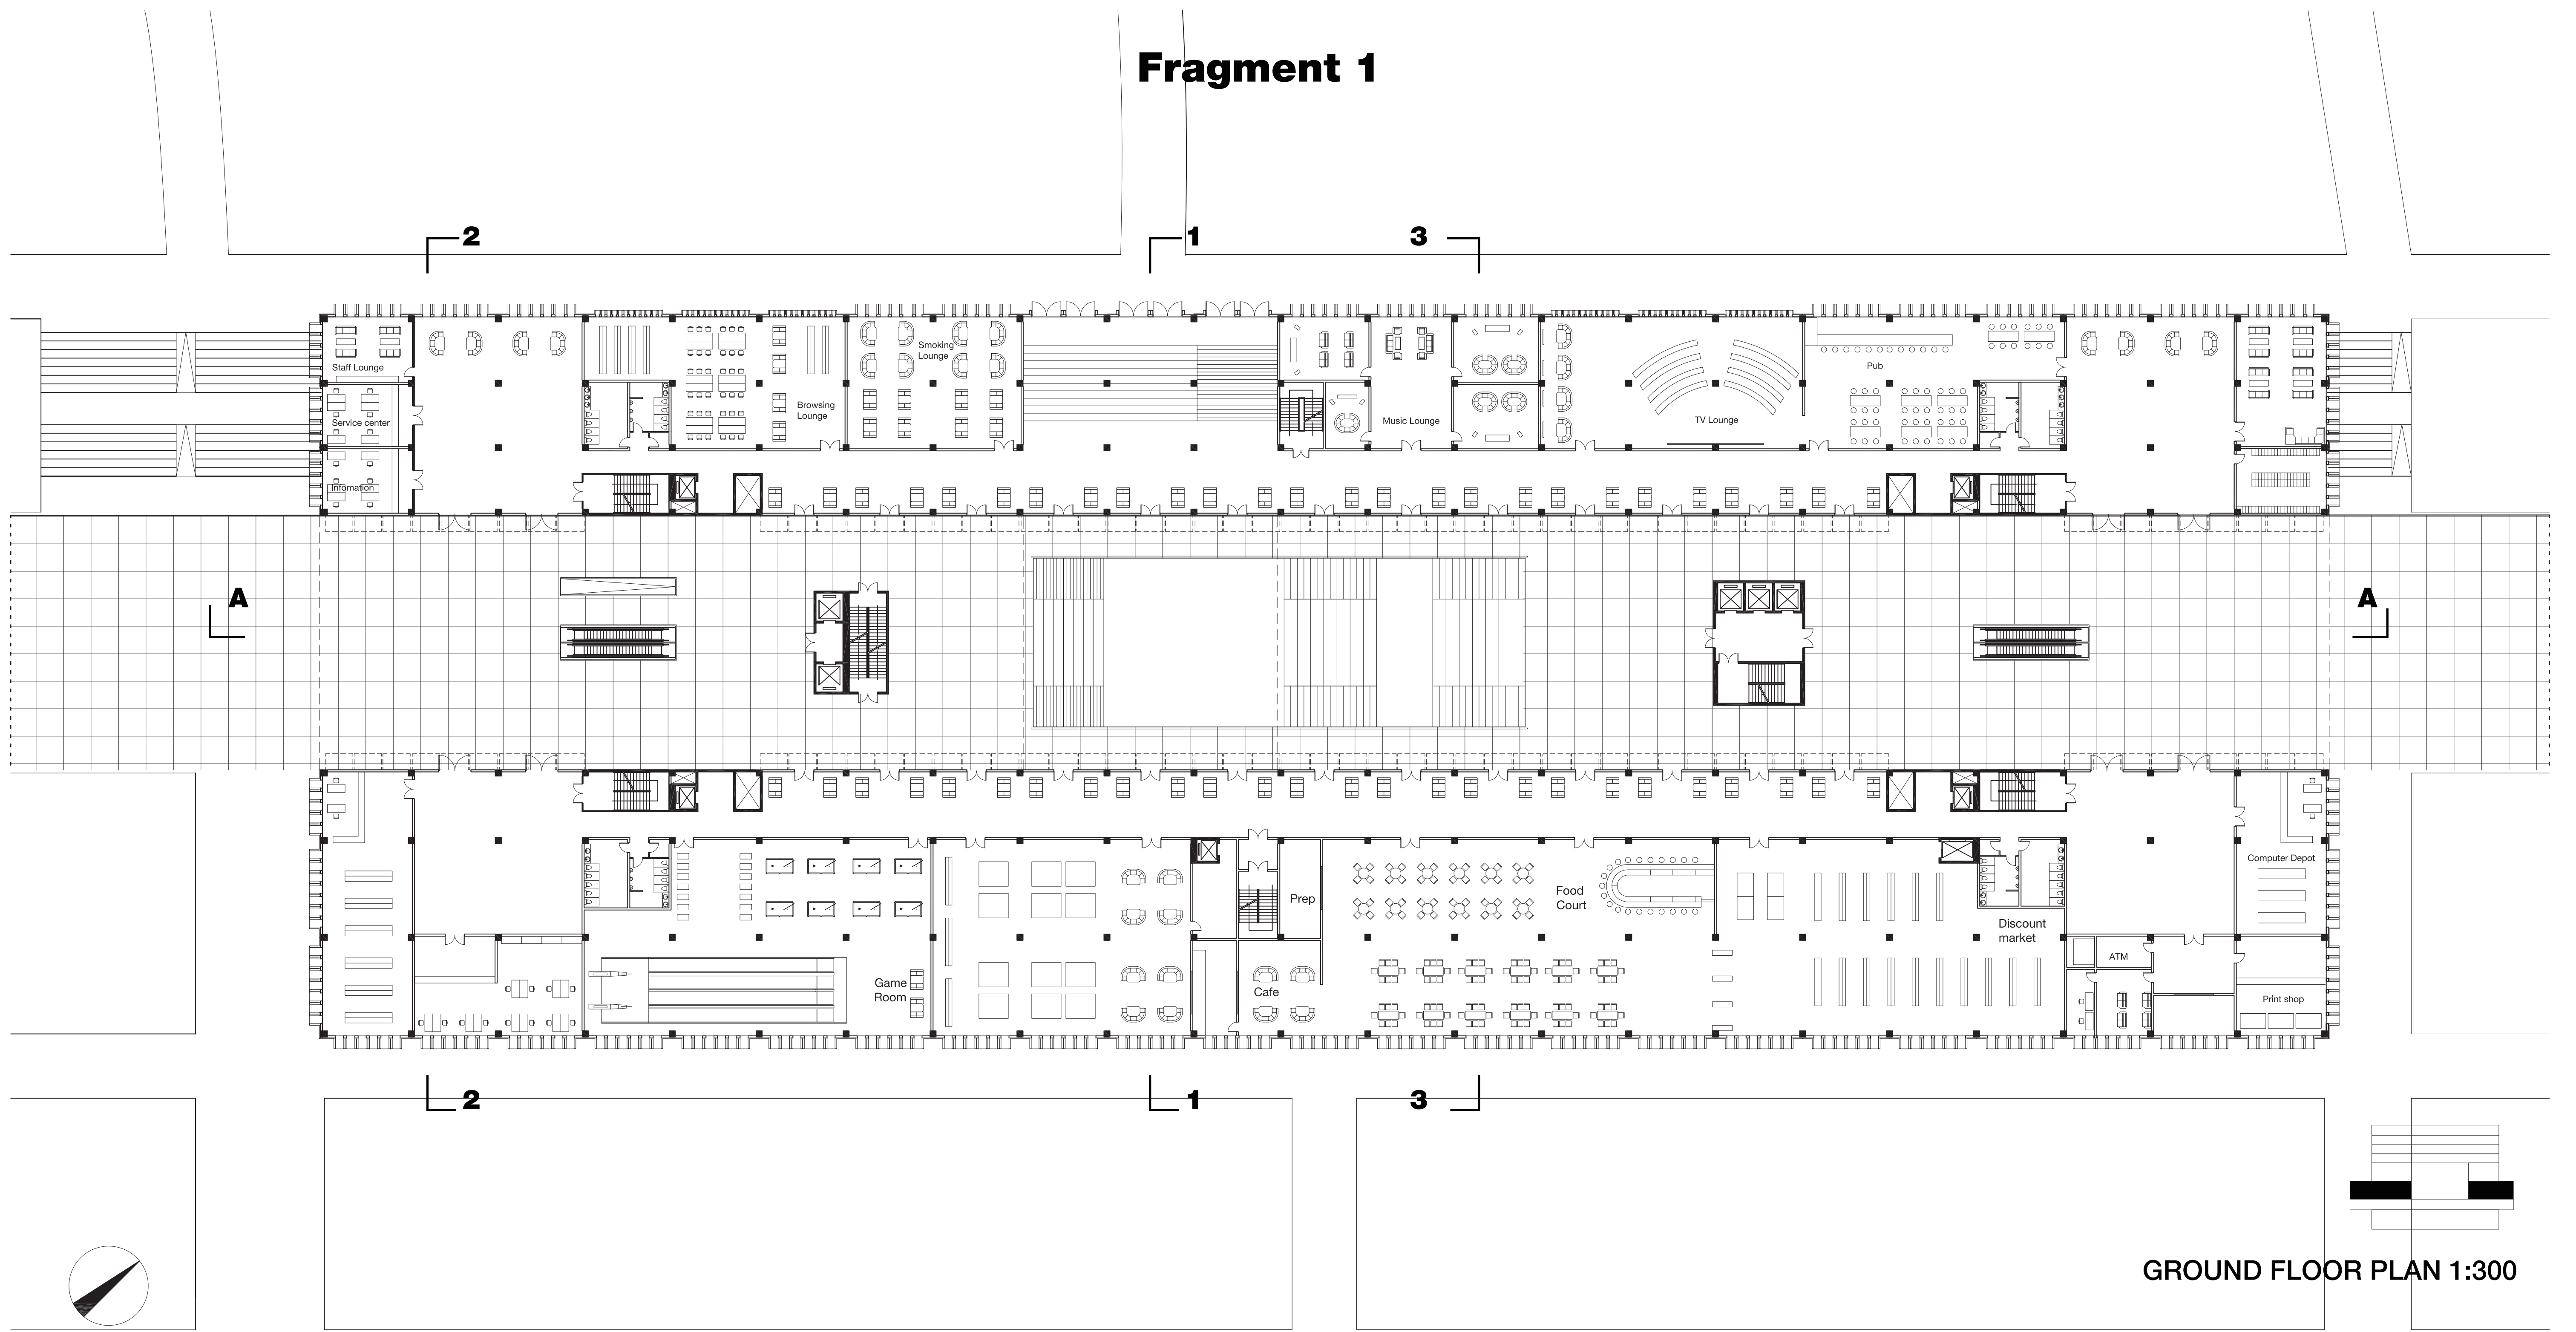 Fragment 1
2
1
3
Smoking
Lounge
Staff Lounge
Pub
Browsing
Lounge
Service center
Music Lounge
TV Lounge
Infomation
A
A
Computer Depot
Food
Court
Prep
Discount
market
ATM
Game
Room
Cafe
Print shop
2
1
3
GROUND FLOOR PLAN 1:300